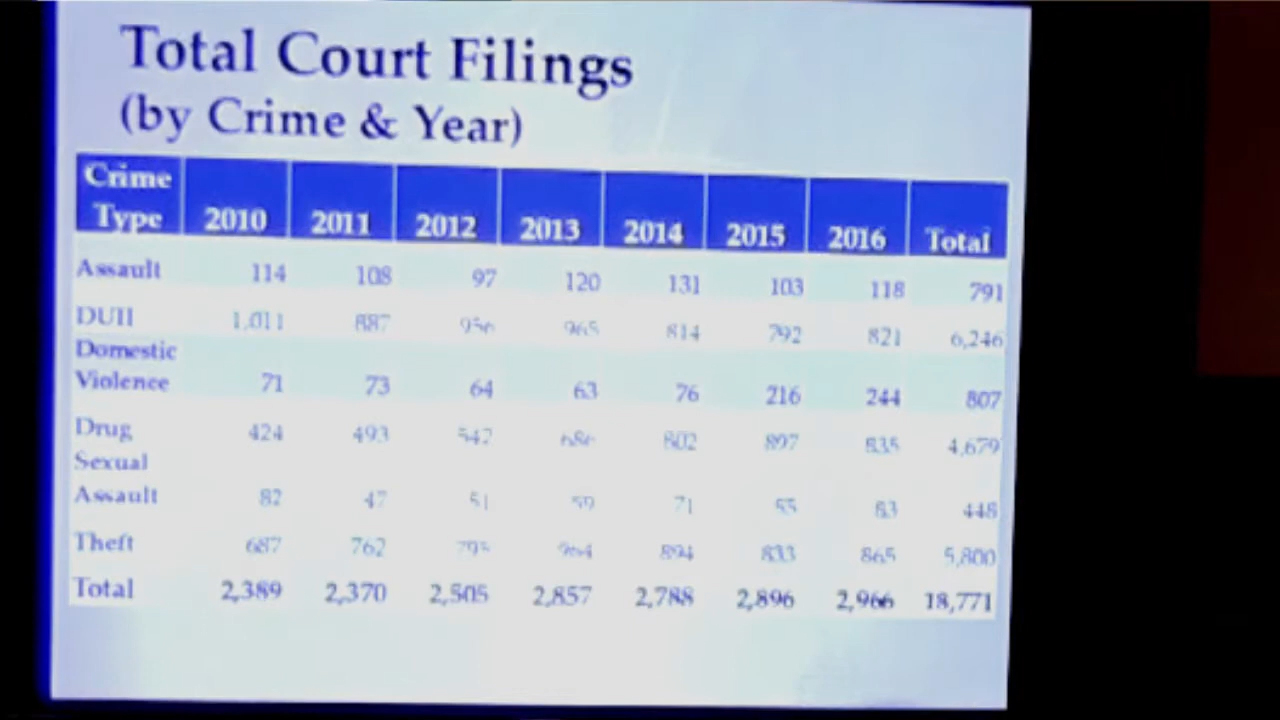 Total Court Filings
(by Crime & Year)
Crime
Type 2010 2011 2012 2013 2014 2015 2016 Total
Assault 114 108 97 120 131 103 118 791
DUII 1,011 887 956 965 814 792 821 6,246
Domestic
Violence 71 73 64 63 76 216 244 807
Drug 424 493 542 686 802 897 835 4,679
Sexual
Assault 82 47 51 59 71 55 83 448
Theft 687 762 795 964 894 833 865 5,800
Total 2,389 2,370 2,505 2,857 2,788 2,896 2,966 18,771